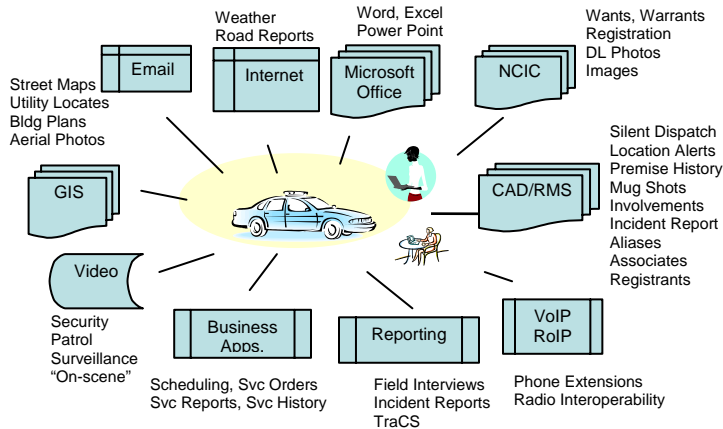 Weather
Road Reports
Word, Excel
Power Point
Wants, Warrants
Registration
DL Photos
Images
Email
Internet
Microsoft
Office
NCIC
Street Maps
Utility Locates
Bldg Plans
Aerial Photos
GIS
CAD/RMS
Silent Dispatch
Location Alerts
Premise History
Mug Shots
Involvements
Incident Report
Aliases
Associates
Registrants
Video
Security
Patrol
Surveillance
“On-scene”
Business
Apps.
Scheduling, Svc Orders
Svc Reports, Svc History
Reporting
Field Interviews
Incident Reports
TraCS
VoIP
RoIP
Phone Extensions
Radio Interoperability